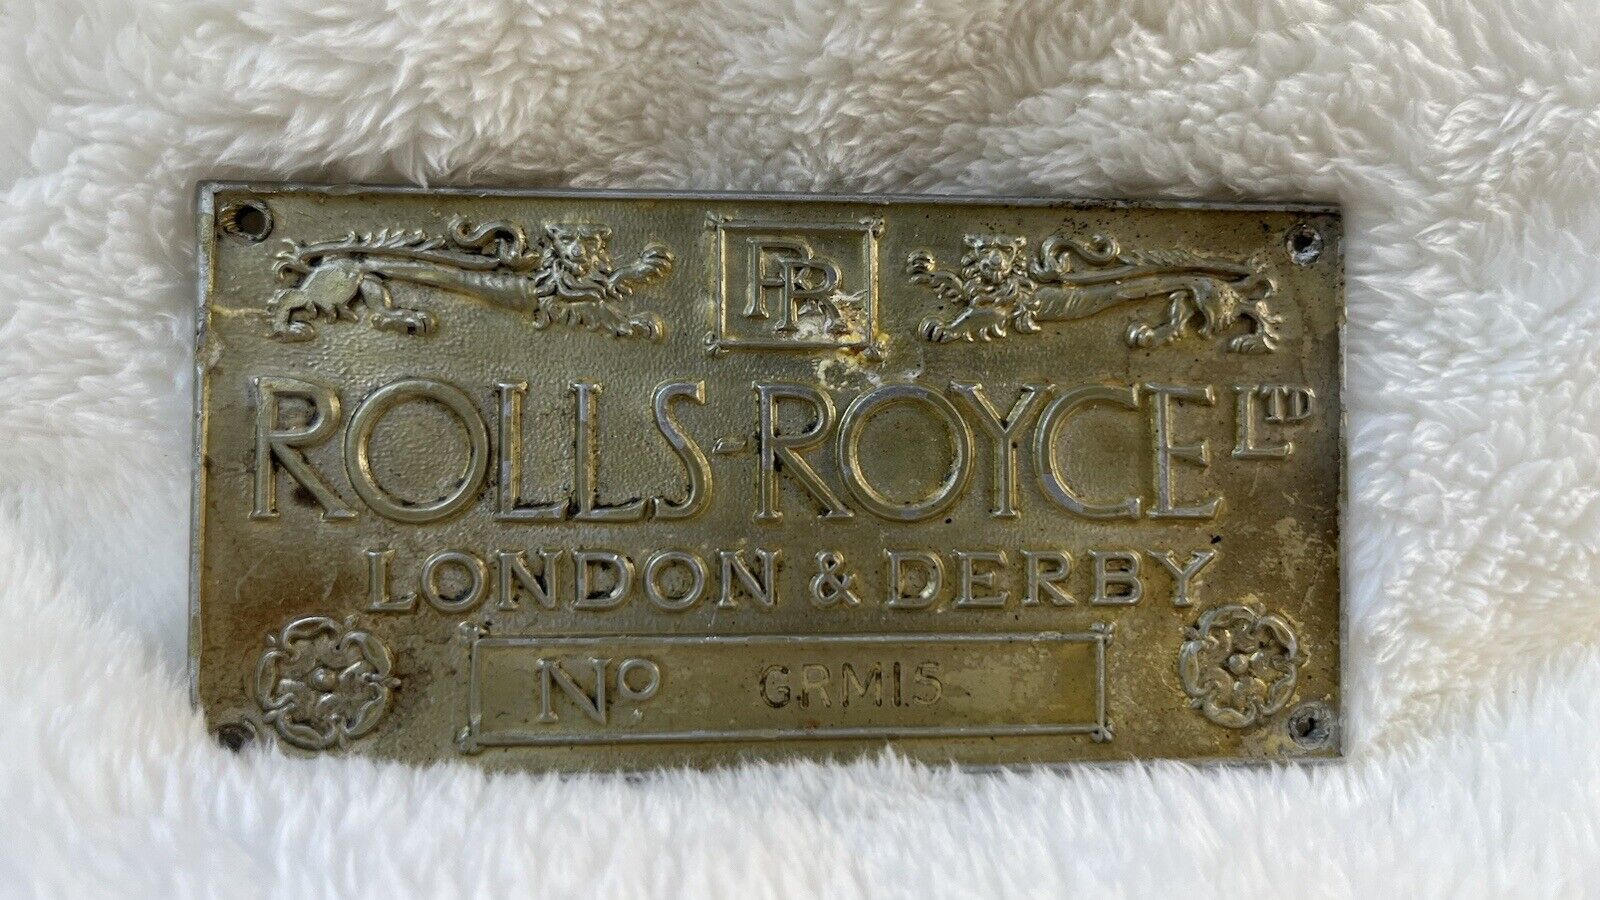 RR
ROLLS-ROYCE LTD
LONDON & DERBY
No. GRM15